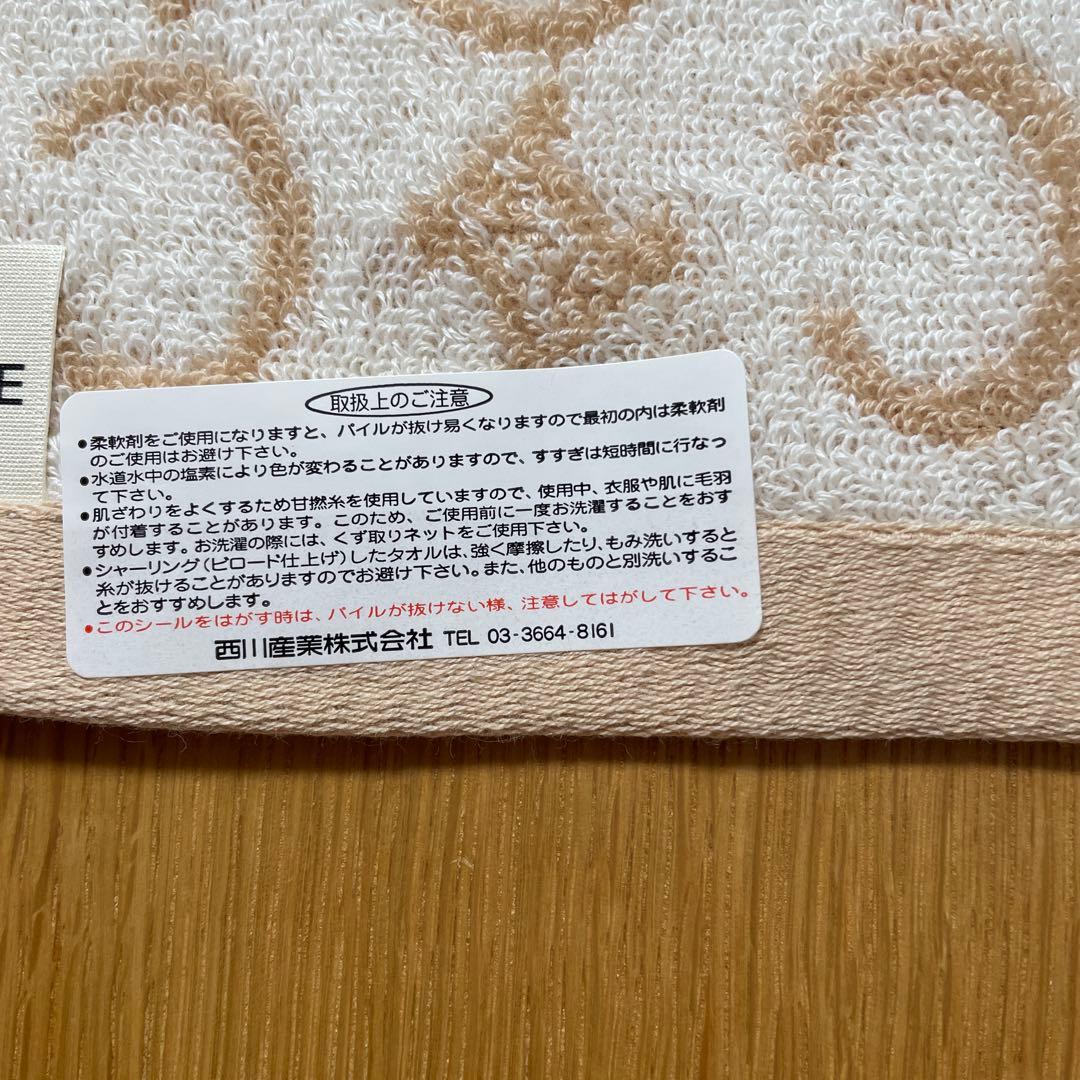 E
取扱上のご注意
●柔軟剤をご使用になりますと、パイルが抜け易くなりますので最初の内は柔軟剤
のご使用はお避け下さい。
●水道水中の塩素により色が変わることがありますので、すすぎは短時間に行なっ
て下さい。
●肌ざわりをよくするため甘撚糸を使用していますので、使用中、衣服や肌に毛羽
が付着することがあります。このため、ご使用前に一度お洗濯することをおす
すめします。お洗濯の際には、くず取りネットをご使用下さい。
●シャーリング(ビロード仕上げ)したタオルは、強く摩擦したり、もみ洗いすると
糸が抜けることがありますのでお避け下さい。また、他のものと別洗いするこ
とをおすすめします。
●このシールをはがす時は、パイルが抜けない様、注意してはがして下さい。
西川産業株式会社 TEL 03-3664-8161